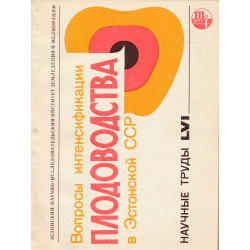 ЭСТОНСКИЙ НАУЧНО-ИССЛЕДОВАТЕЛЬСКИЙ ИНСТИТУТ ЗЕМЛЕДЕЛИЯ И МЕЛИОРАЦИИ
Вопросы интенсификации
ПЛОДОВОДСТВА
в Эстонской ССР
НАУЧНЫЕ ТРУДЫ LVI